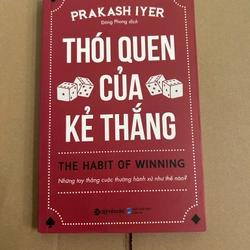 PRAKASH IYER
Đăng Phong dịch
THÓI QUEN
CỦA
KẺ THẮNG
THE HABIT OF WINNING
Những tay thắng cuộc thường hành xử như thế nào?